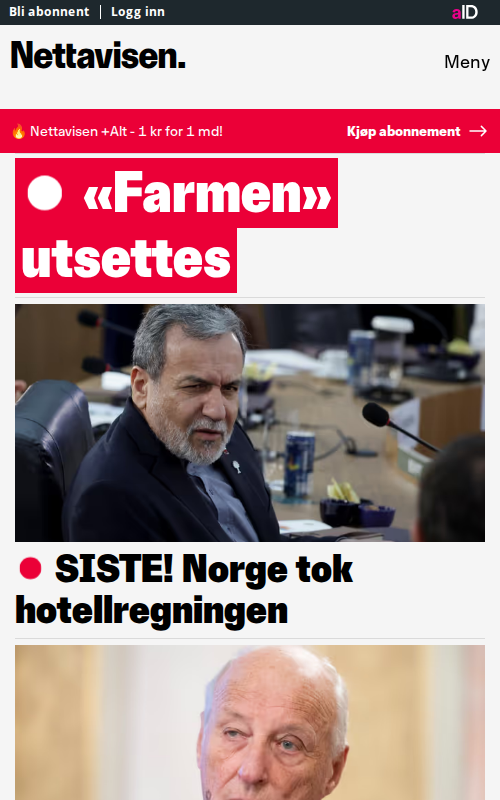 Bli abonnent | Logg inn
aID
Nettavisen.
Meny
🔥 Nettavisen +Alt - 1 kr for 1 md!
Kjøp abonnement →
«Farmen»
utsettes
SISTE! Norge tok
hotellregningen